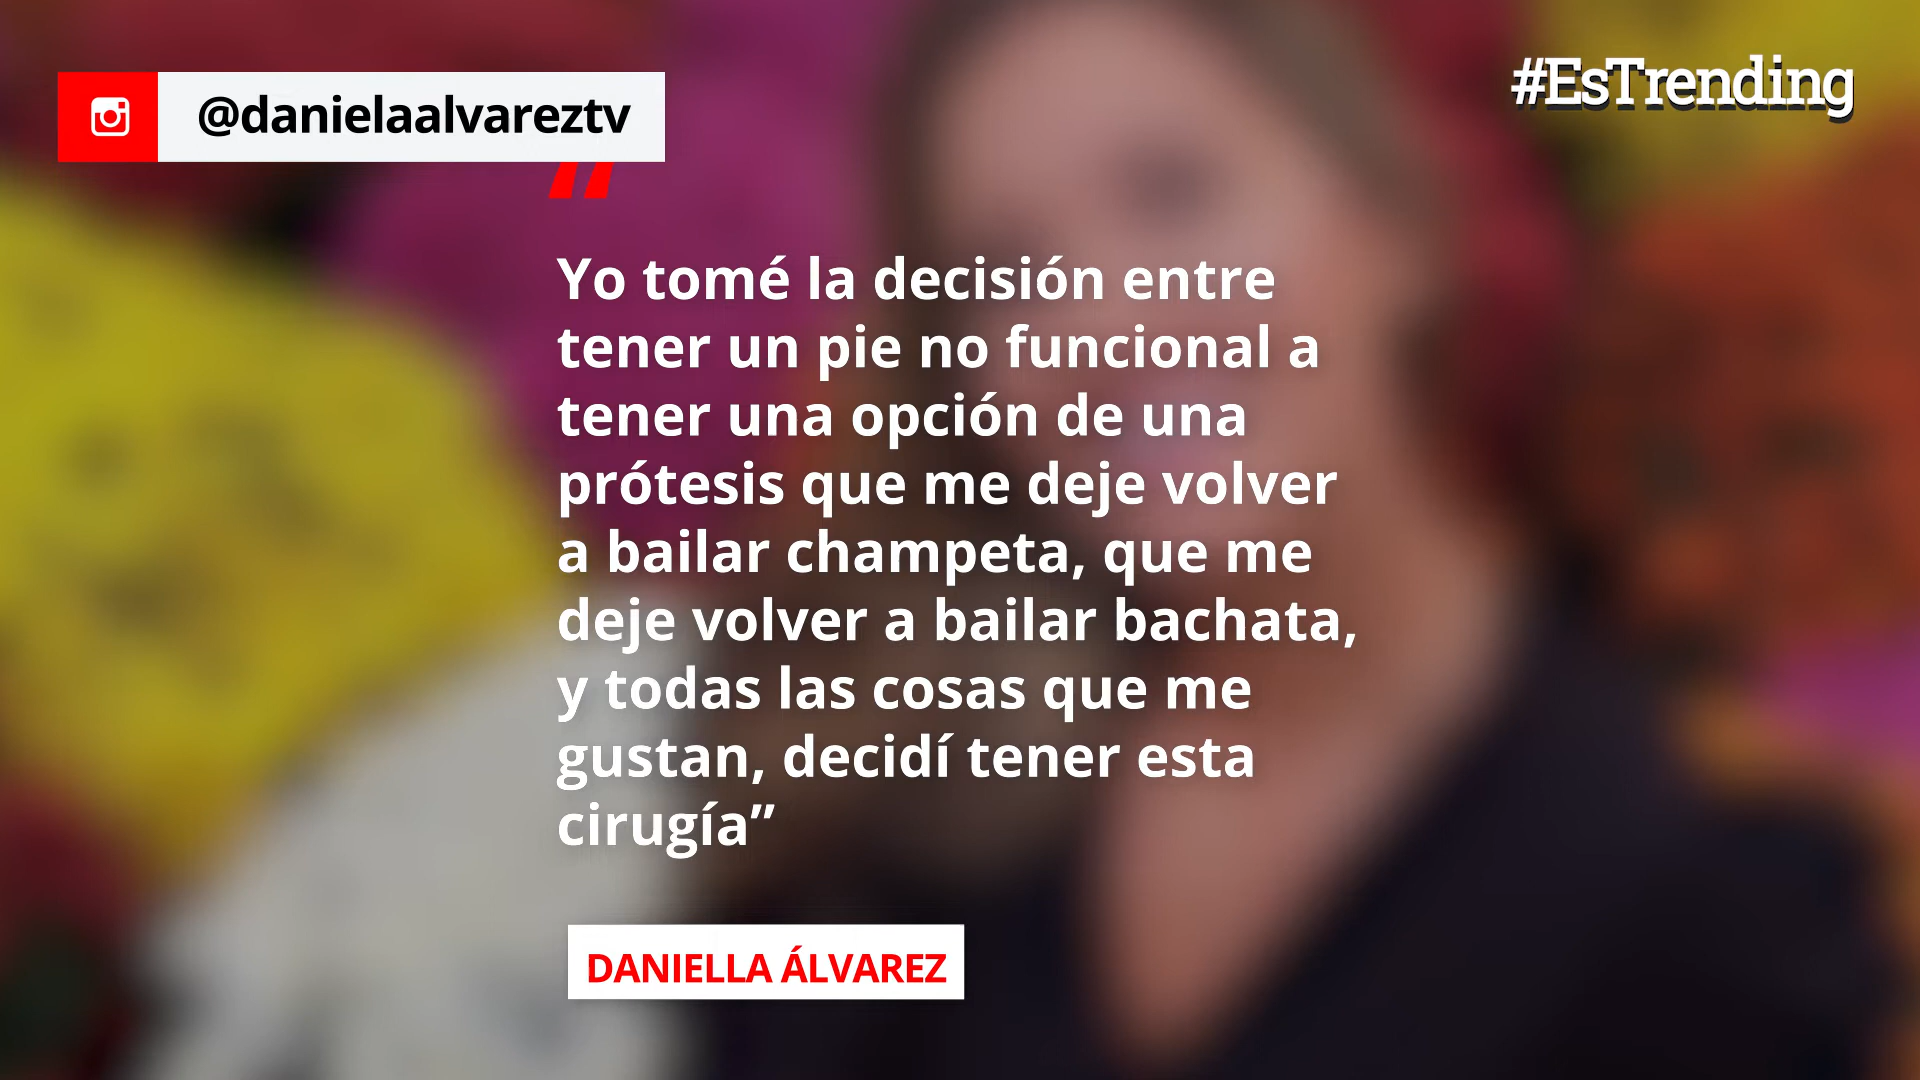 @danielaalvareztv
#EsTrending
“
Yo tomé la decisión entre
tener un pie no funcional a
tener una opción de una
prótesis que me deje volver
a bailar champeta, que me
deje volver a bailar bachata,
y todas las cosas que me
gustan, decidí tener esta
cirugía”
DANIELLA ÁLVAREZ